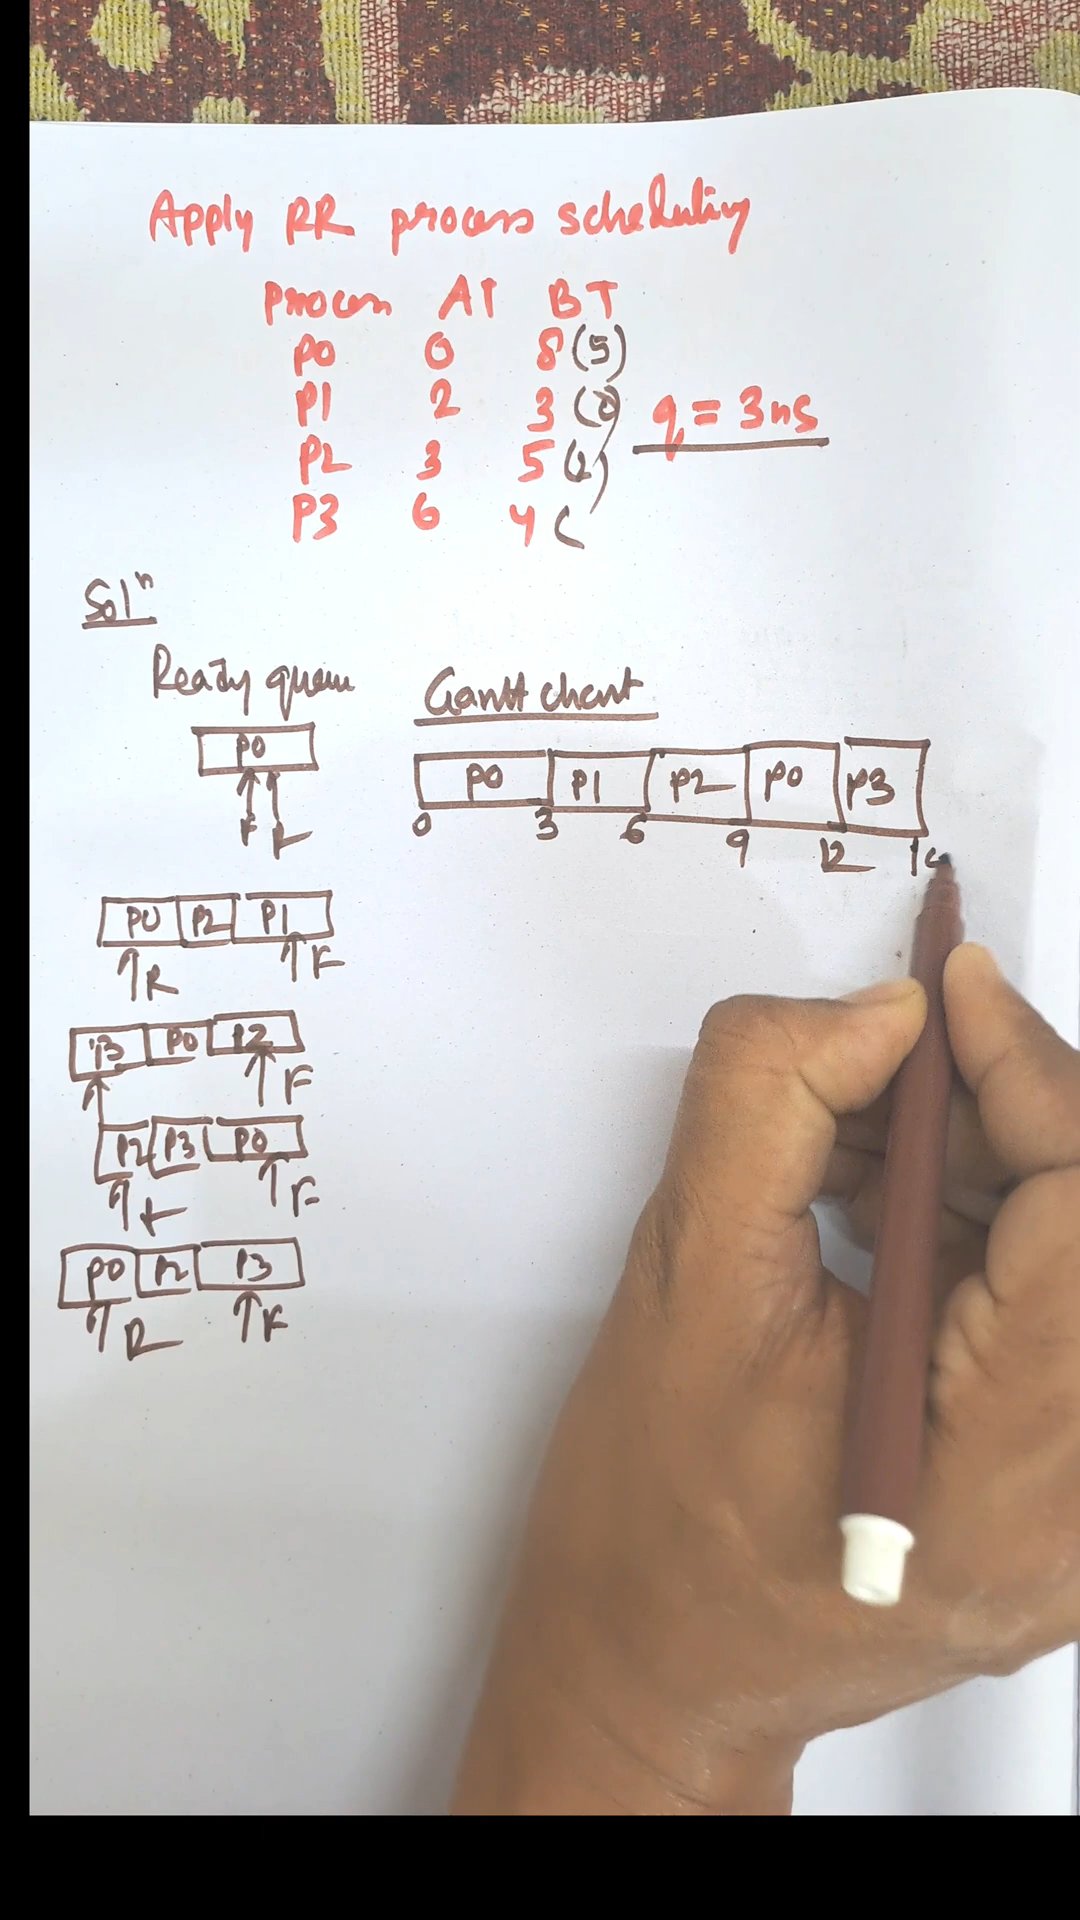 Apply RR process scheduling
Process AT BT
P0 0 8 (5)
P1 2 3 (0)
q = 3ns
P2 3 5 (2)
P3 6 4 (
Solⁿ
Ready queue
Gantt chart
P0
F R
P0 P1 P2 P0 P3
0 3 6 9 12
P0 P2 P1
R F
P3 P0 P2
F
P2 P3 P0
R F
P0 P2 P3
R F